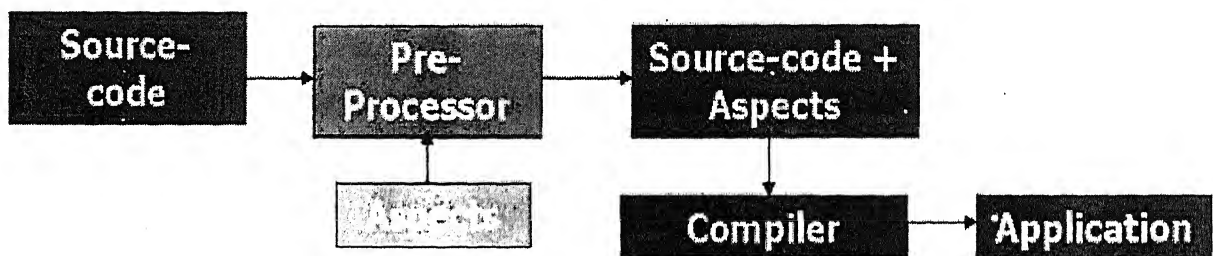 Source-
code
Pre-
Processor
Source-code +
Aspects
Aspects
Compiler
Application